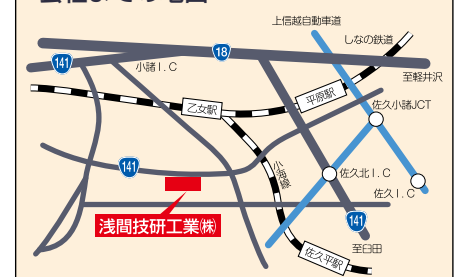 会社までの地図
上信越自動車道
しなの鉄道
18
141
小諸I.C
至軽井沢
平原駅
乙女駅
佐久小諸JCT
141
小海線
佐久北I.C
佐久I.C
浅間技研工業㈱
141
至臼田
佐久平駅